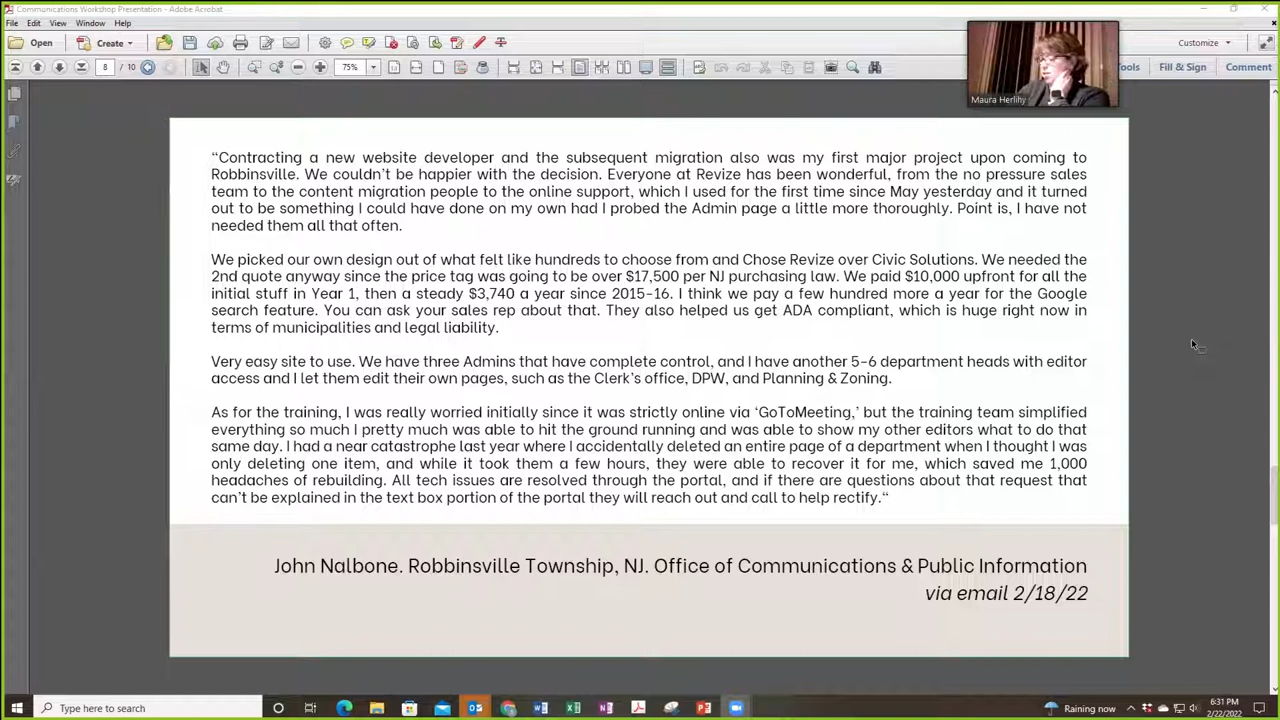 Communications Workshop Presentation - Adobe Acrobat
File Edit View Window Help
Open Create Customize
8 / 10 75% Tools Fill & Sign Comment
Maura Herlihy
“Contracting a new website developer and the subsequent migration also was my first major project upon coming to
Robbinsville. We couldn’t be happier with the decision. Everyone at Revize has been wonderful, from the no pressure sales
team to the content migration people to the online support, which I used for the first time since May yesterday and it turned
out to be something I could have done on my own had I probed the Admin page a little more thoroughly. Point is, I have not
needed them all that often.
We picked our own design out of what felt like hundreds to choose from and Chose Revize over Civic Solutions. We needed the
2nd quote anyway since the price tag was going to be over $17,500 per NJ purchasing law. We paid $10,000 upfront for all the
initial stuff in Year 1, then a steady $3,740 a year since 2015-16. I think we pay a few hundred more a year for the Google
search feature. You can ask your sales rep about that. They also helped us get ADA compliant, which is huge right now in
terms of municipalities and legal liability.
Very easy site to use. We have three Admins that have complete control, and I have another 5-6 department heads with editor
access and I let them edit their own pages, such as the Clerk’s office, DPW, and Planning & Zoning.
As for the training, I was really worried initially since it was strictly online via ‘GoToMeeting,’ but the training team simplified
everything so much I pretty much was able to hit the ground running and was able to show my other editors what to do that
same day. I had a near catastrophe last year where I accidentally deleted an entire page of a department when I thought I was
only deleting one item, and while it took them a few hours, they were able to recover it for me, which saved me 1,000
headaches of rebuilding. All tech issues are resolved through the portal, and if there are questions about that request that
can’t be explained in the text box portion of the portal they will reach out and call to help rectify.“
John Nalbone. Robbinsville Township, NJ. Office of Communications & Public Information
via email 2/18/22
Type here to search
Raining now
6:31 PM
2/22/2022